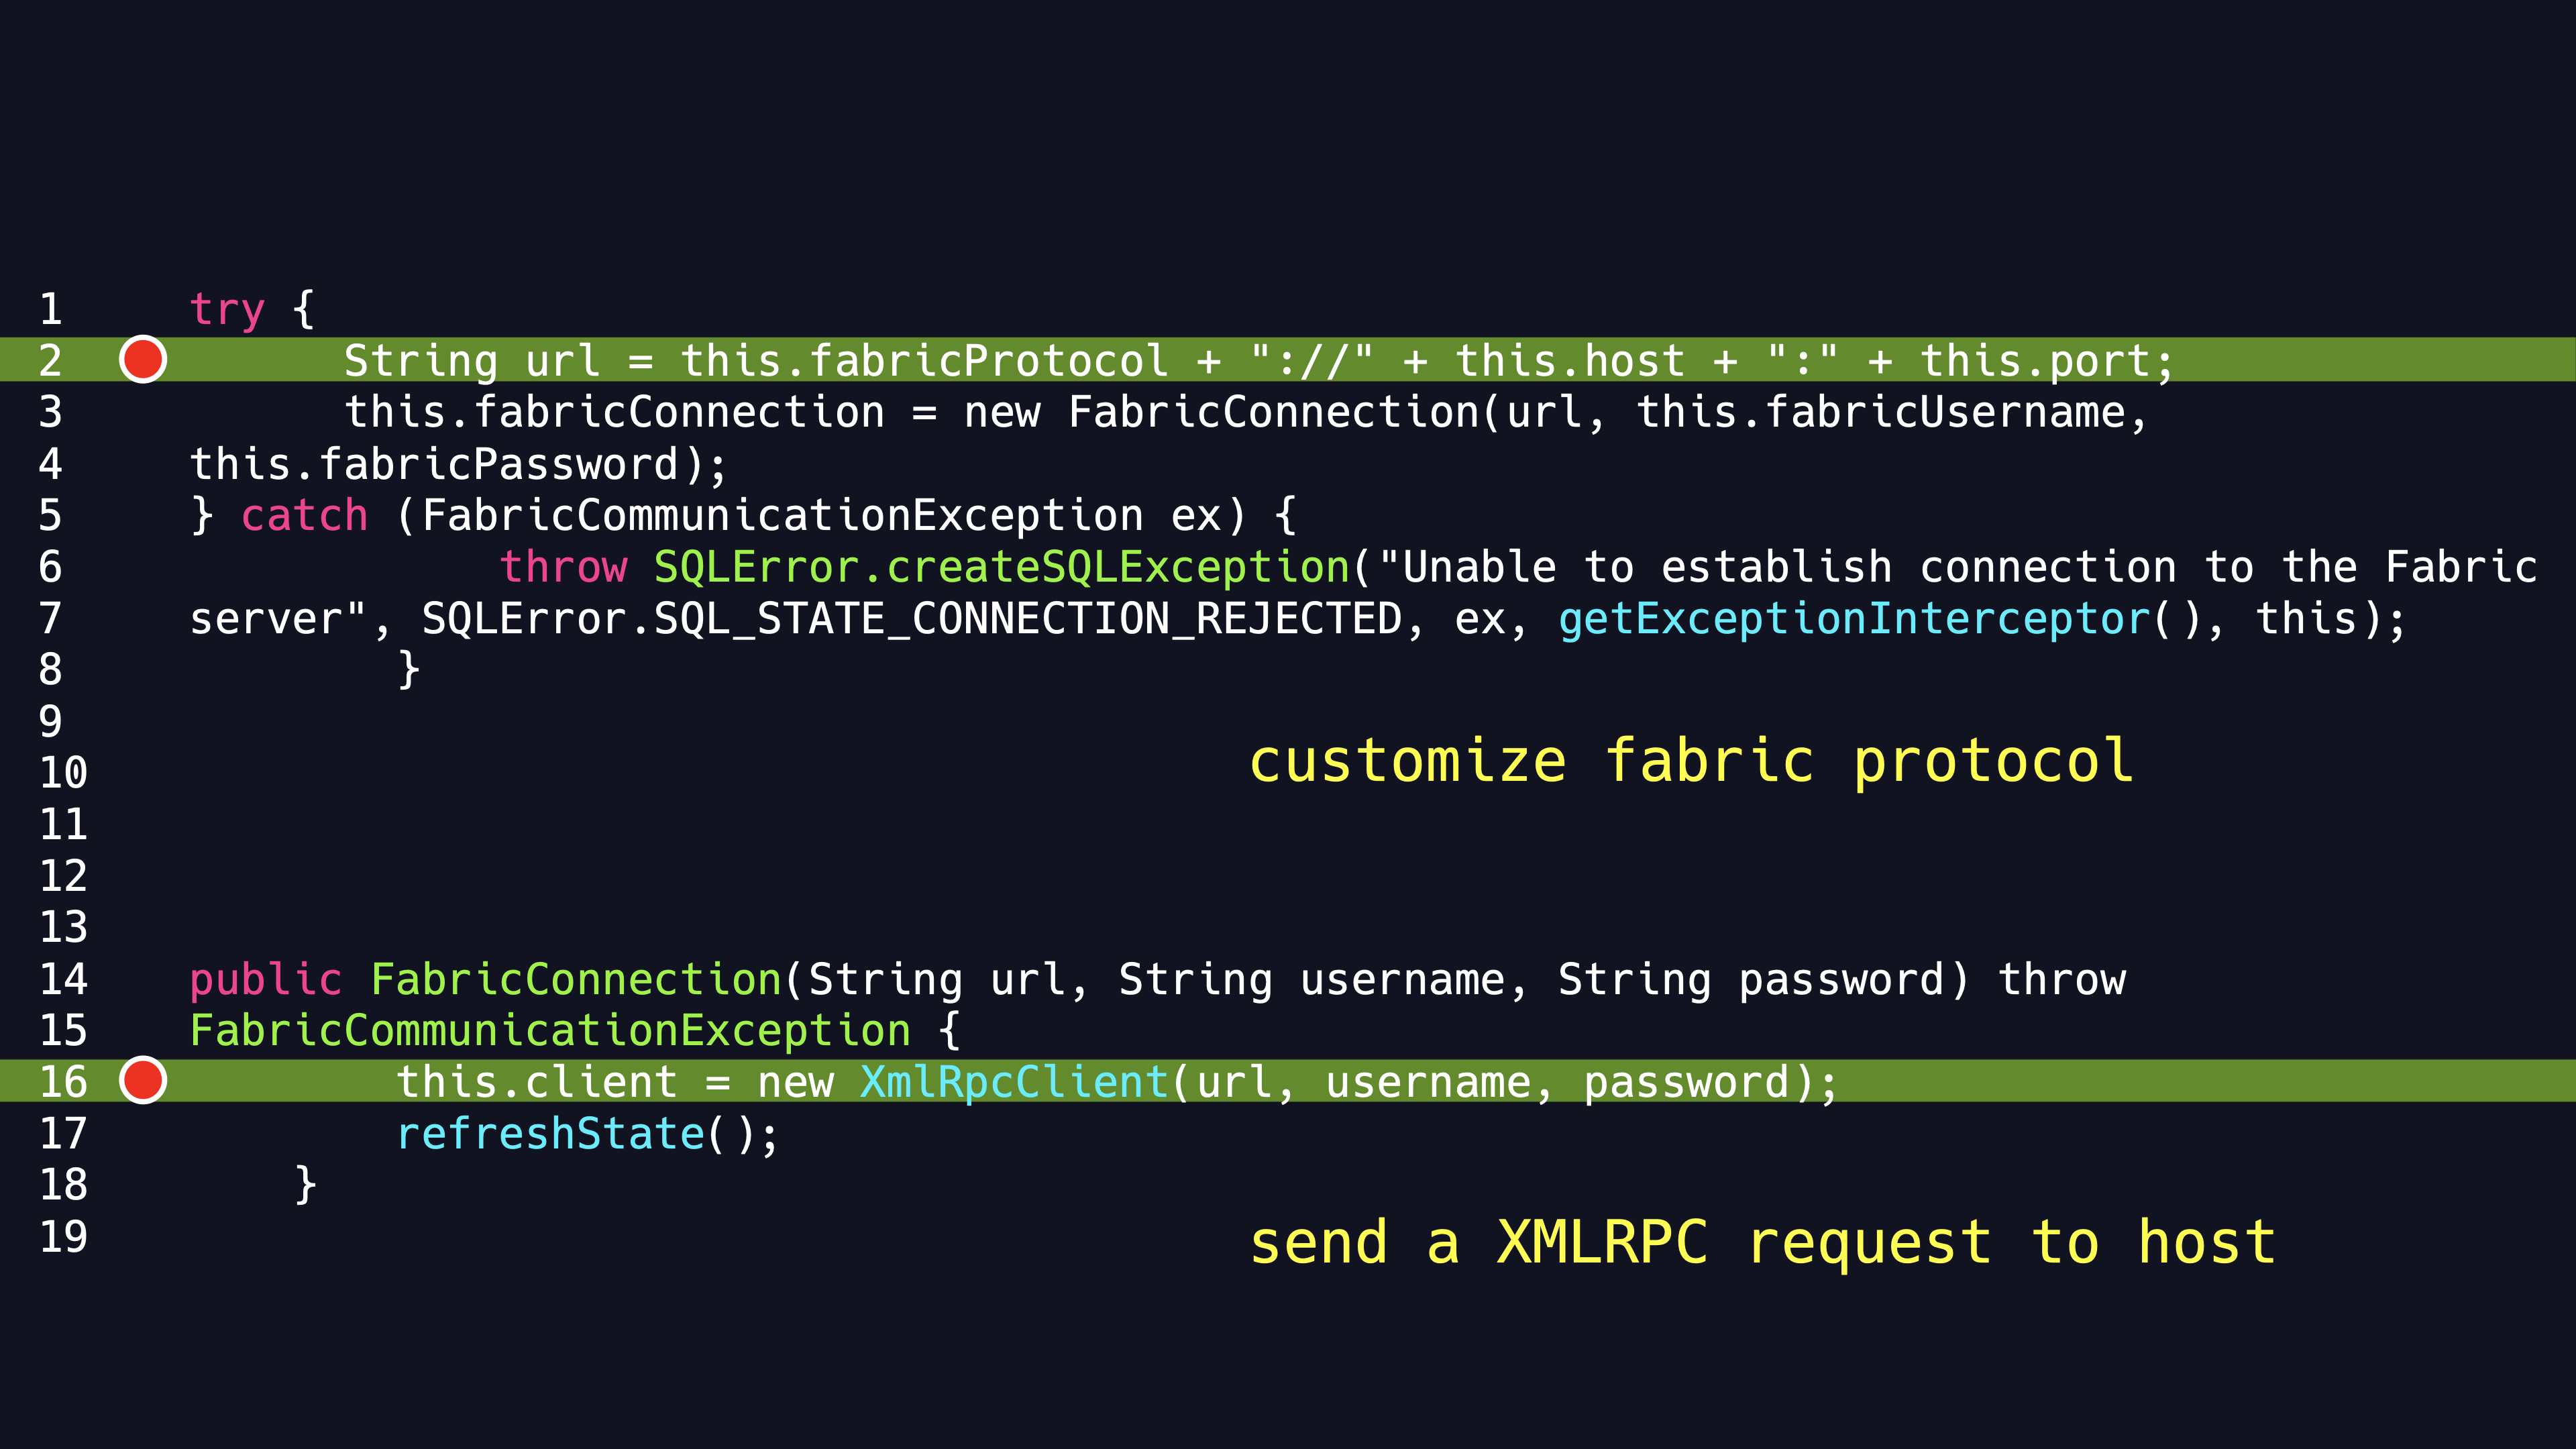 1 try {
2 String url = this.fabricProtocol + "://" + this.host + ":" + this.port;
3 this.fabricConnection = new FabricConnection(url, this.fabricUsername,
4 this.fabricPassword);
5 } catch (FabricCommunicationException ex) {
6 throw SQLError.createSQLException("Unable to establish connection to the Fabric
7 server", SQLError.SQL_STATE_CONNECTION_REJECTED, ex, getExceptionInterceptor(), this);
8 }
9
10 customize fabric protocol
11
12
13
14 public FabricConnection(String url, String username, String password) throw
15 FabricCommunicationException {
16 this.client = new XmlRpcClient(url, username, password);
17 refreshState();
18 }
19 send a XMLRPC request to host